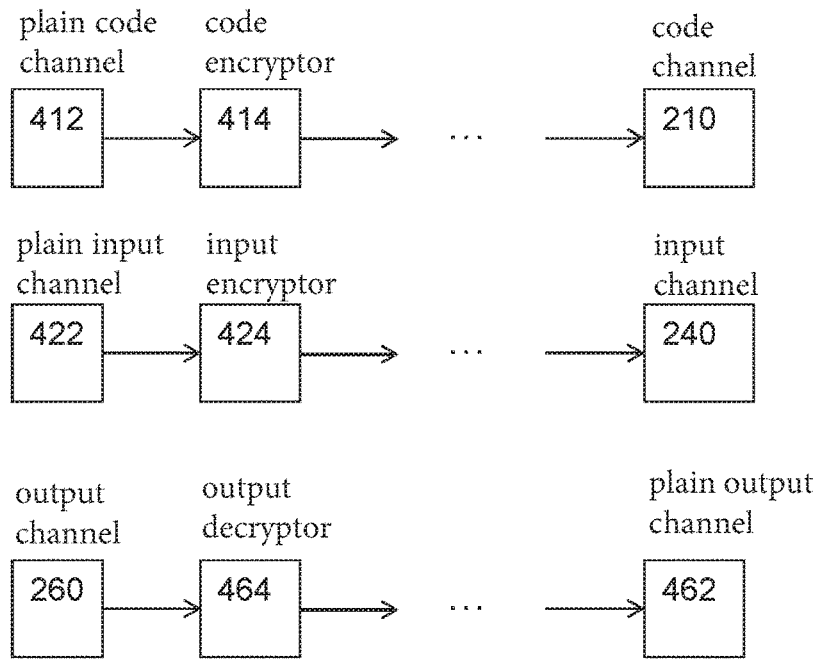 plain code
channel
code
encryptor
code
channel
412
414
...
210
plain input
channel
input
encryptor
input
channel
422
424
...
240
output
channel
output
decryptor
plain output
channel
260
464
...
462